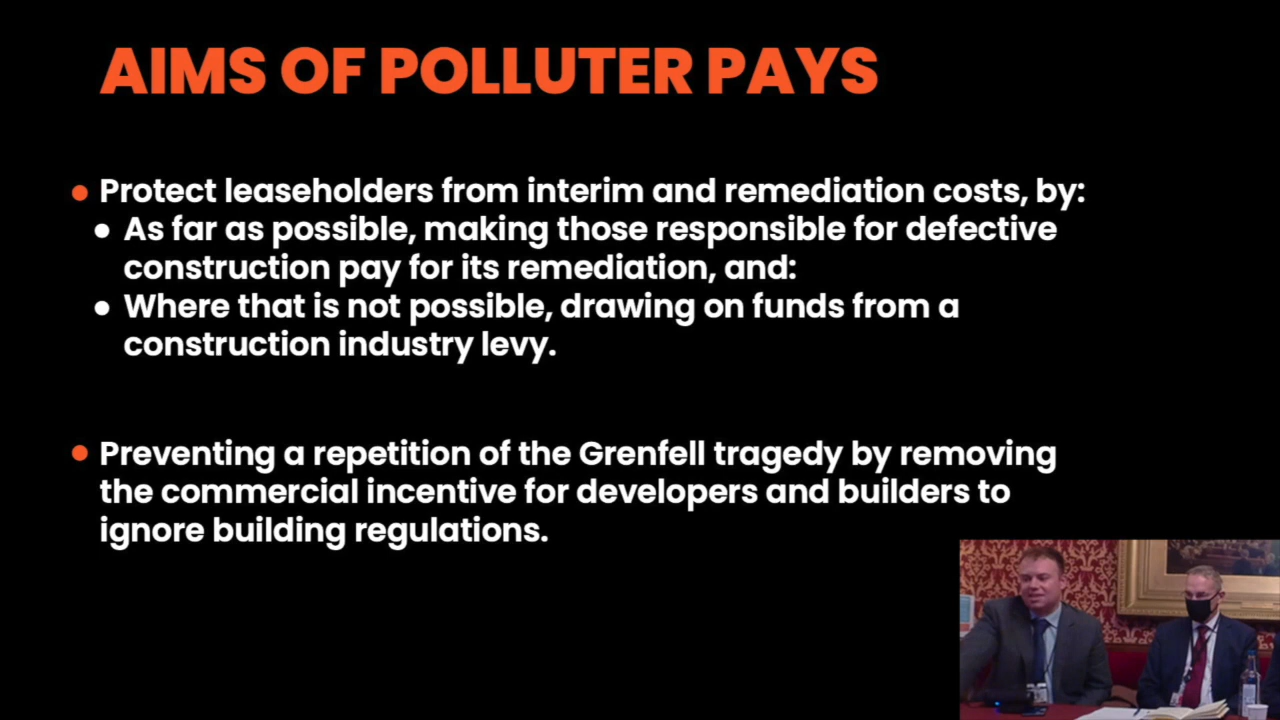 AIMS OF POLLUTER PAYS
● Protect leaseholders from interim and remediation costs, by:
● As far as possible, making those responsible for defective
construction pay for its remediation, and:
● Where that is not possible, drawing on funds from a
construction industry levy.
● Preventing a repetition of the Grenfell tragedy by removing
the commercial incentive for developers and builders to
ignore building regulations.